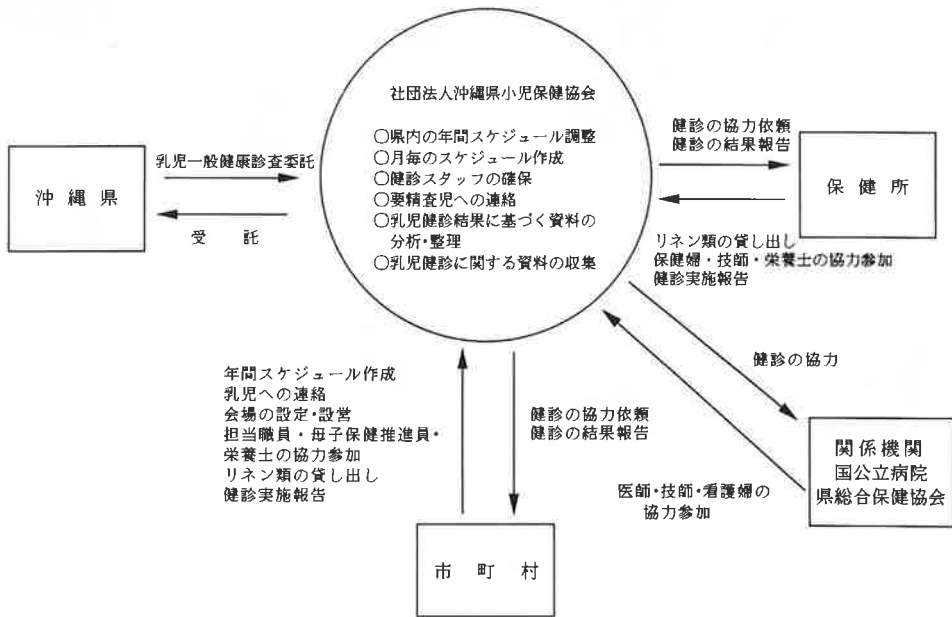 社団法人沖縄県小児保健協会
○県内の年間スケジュール調整
○月毎のスケジュール作成
○健診スタッフの確保
○要精査児への連絡
○乳児健診結果に基づく資料の
分析・整理
○乳児健診に関する資料の収集
沖縄県
乳児一般健康診査委託
受託
健診の協力依頼
健診の結果報告
保健所
リネン類の貸し出し
保健婦・技師・栄養士の協力参加
健診実施報告
健診の協力
関係機関
国公立病院
県総合保健協会
医師・技師・看護婦の
協力参加
年間スケジュール作成
乳児への連絡
会場の設定・設営
担当職員・母子保健推進員・
栄養士の協力参加
リネン類の貸し出し
健診実施報告
健診の協力依頼
健診の結果報告
市町村